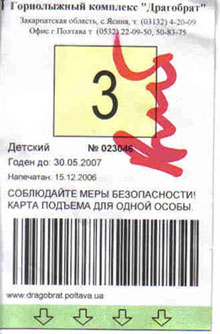 Горнолыжный комплекс "Драгобрат"
Закарпатская область, с.Ясиня, т. (03132) 4-20-09
Офис г Полтава т (0532) 22-09-50, 50-83-75
3
Детский № 023046
Годен до: 30.05.2007
Напечатан: 15.12.2006
СОБЛЮДАЙТЕ МЕРЫ БЕЗОПАСНОСТИ!
КАРТА ПОДЪЕМА ДЛЯ ОДНОЙ ОСОБЫ.
www.dragobrat.poltava.ua